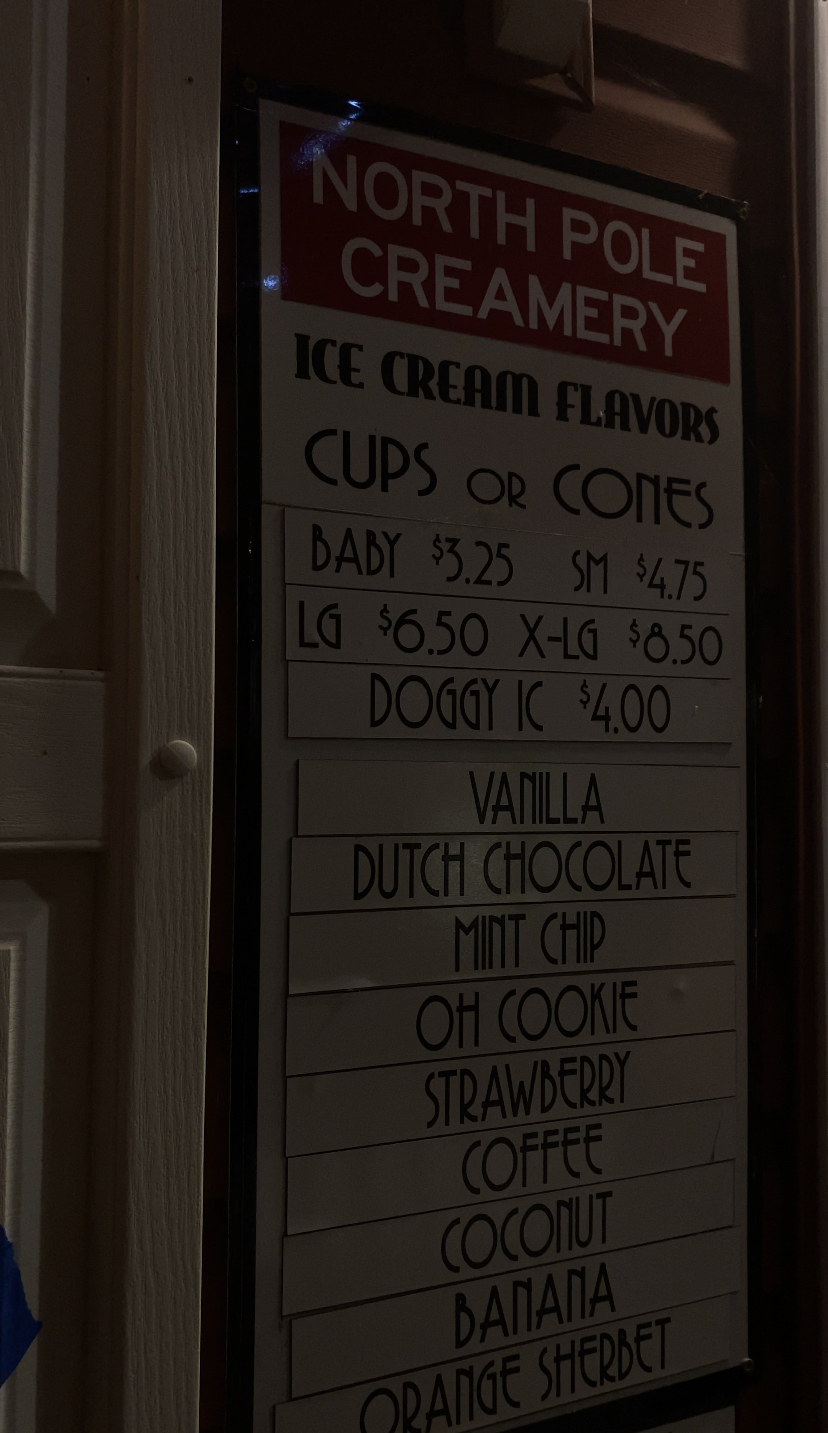 NORTH POLE
CREAMERY
ICE CREAM FLAVORS
CUPS OR CONES
BABY $3.25 SM $4.75
LG $6.50 X-LG $8.50
DOGGY IC $4.00
VANILLA
DUTCH CHOCOLATE
MINT CHIP
OH COOKIE
STRAWBERRY
COFFEE
COCONUT
BANANA
ORANGE SHERBET